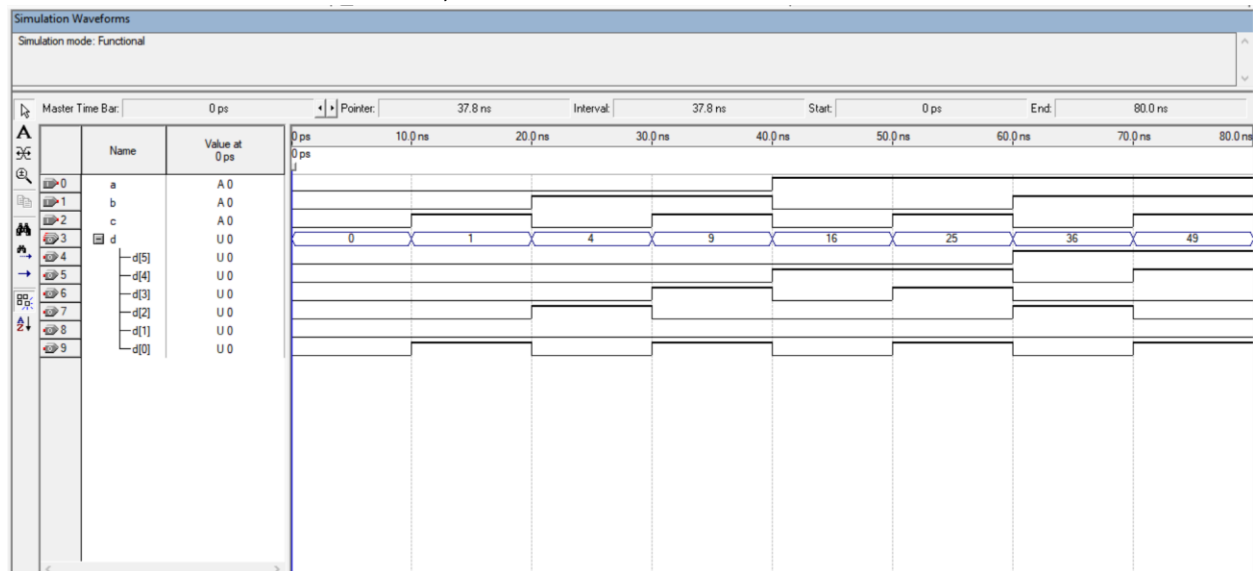 Simulation Waveforms
Simulation mode: Functional
Master Time Bar: 0 ps Pointer: 37.8 ns Interval: 37.8 ns Start: 0 ps End: 80.0 ns
Name Value at 0 ps
0 ps 10.0 ns 20.0 ns 30.0 ns 40.0 ns 50.0 ns 60.0 ns 70.0 ns 80.0 ns
0 ps
0 a A 0
1 b A 0
2 c A 0
3 d U 0 0 1 4 9 16 25 36 49
4 d[5] U 0
5 d[4] U 0
6 d[3] U 0
7 d[2] U 0
8 d[1] U 0
9 d[0] U 0